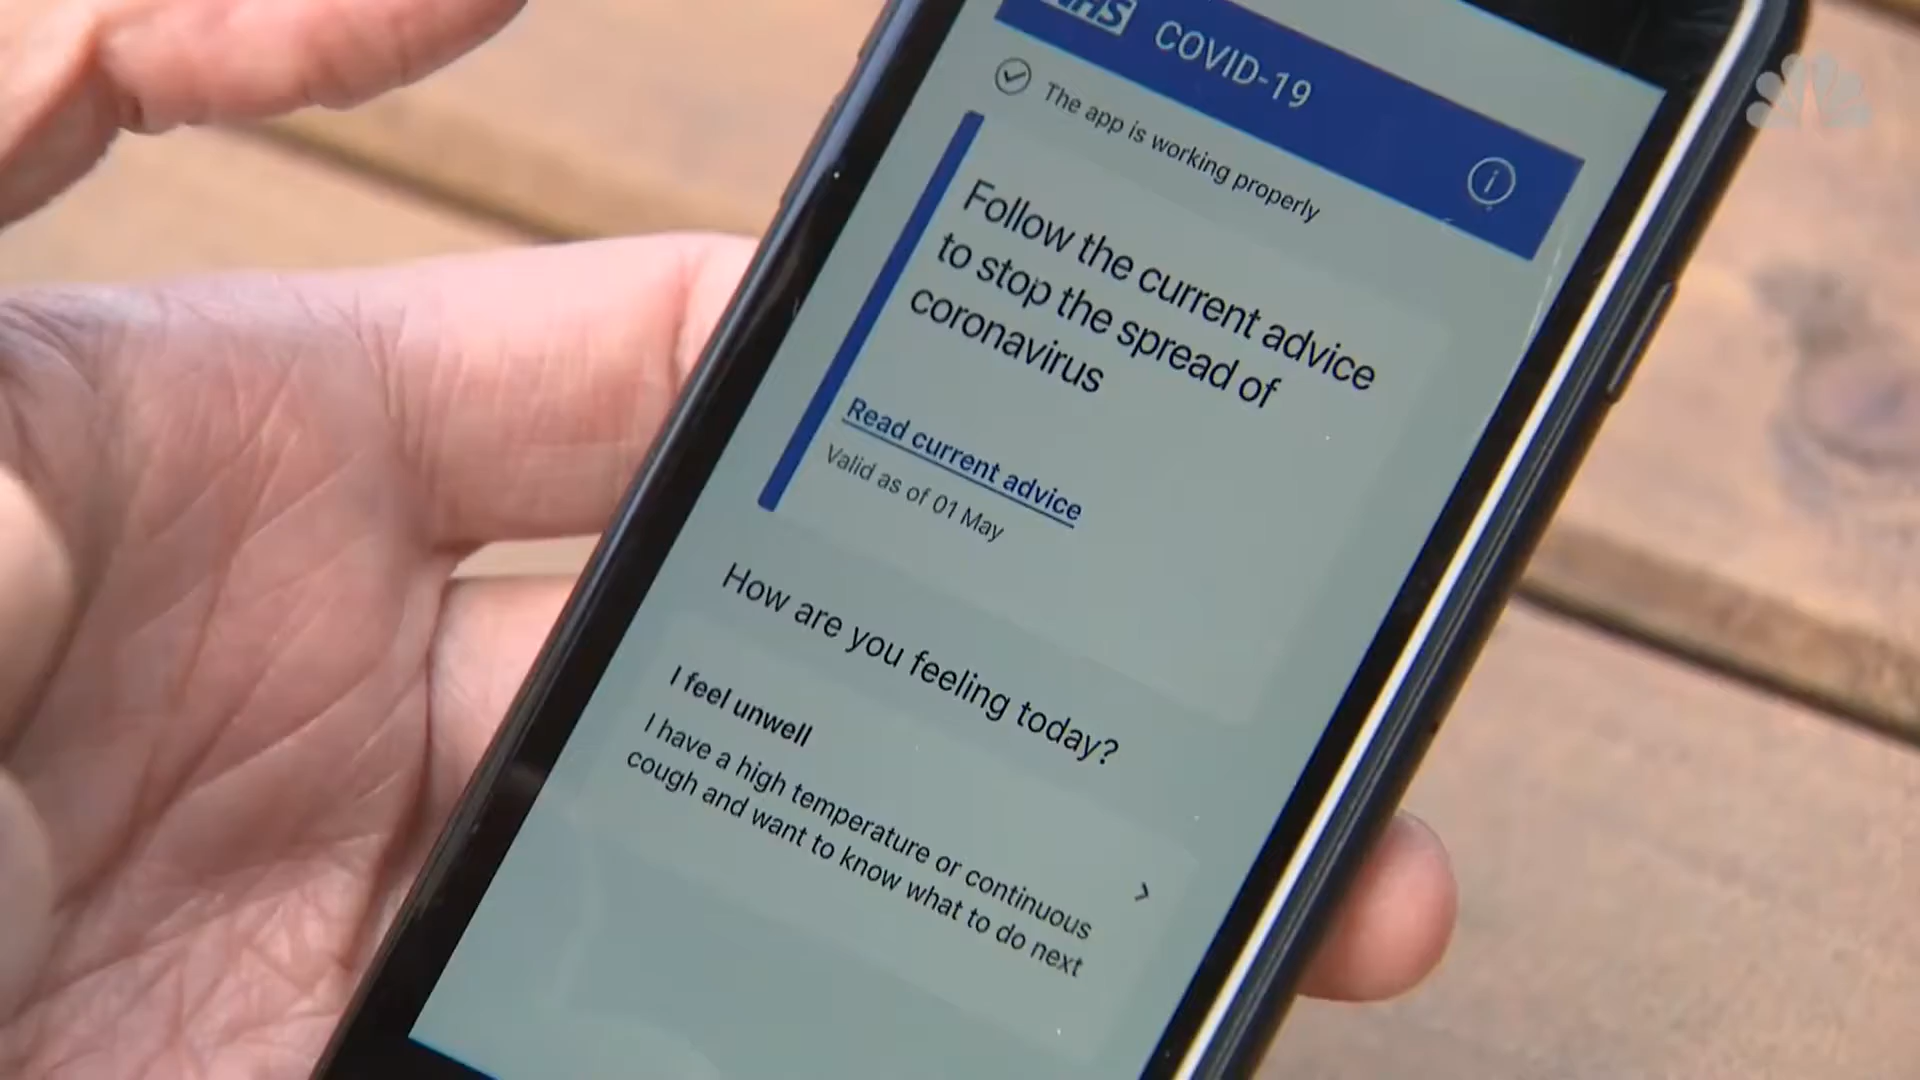 NHS COVID-19
The app is working properly
Follow the current advice
to stop the spread of
coronavirus
Read current advice
Valid as of 01 May
How are you feeling today?
I feel unwell
I have a high temperature or continuous
cough and want to know what to do next